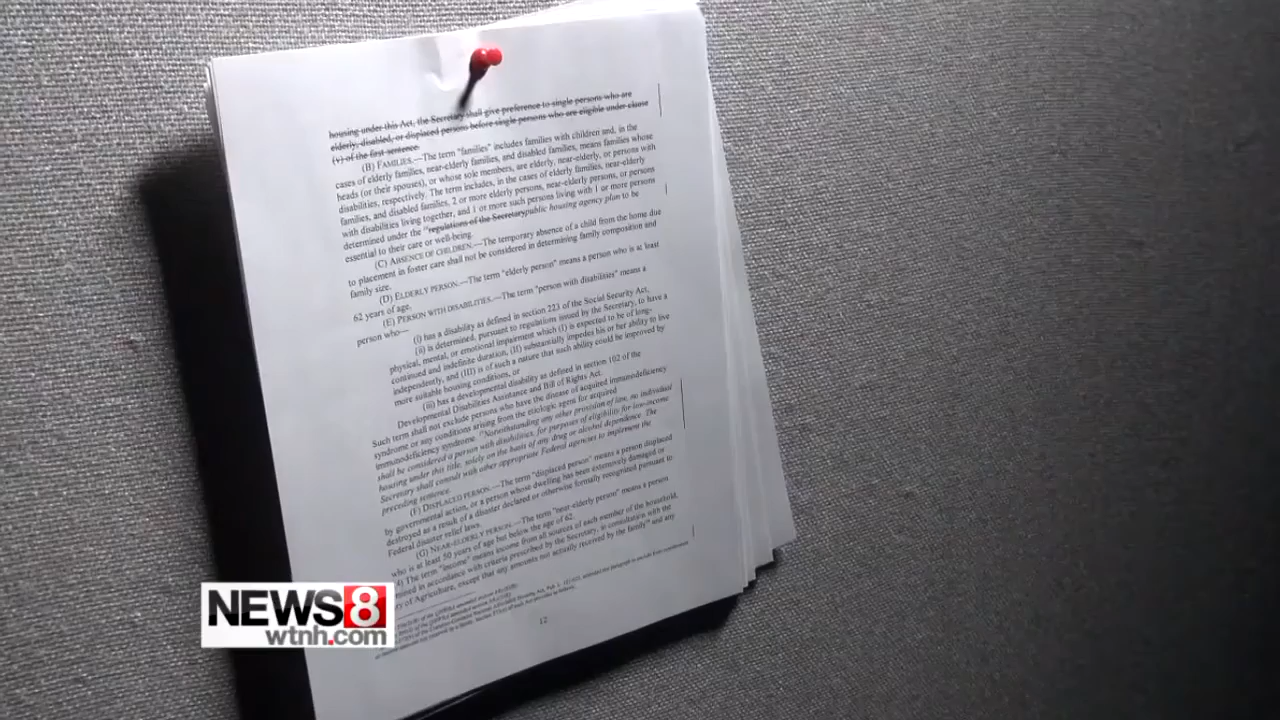 housing under this Act, the Secretary shall give preference to single persons who are
elderly, disabled, or displaced persons before single persons who are eligible under clause
(v) of the first sentence.
(B) FAMILIES.—The term "families" includes families with children and, in the
cases of elderly families, near-elderly families, and disabled families, means families whose
heads (or their spouses), or whose sole members, are elderly, near-elderly, or persons with
disabilities, respectively. The term includes, in the cases of elderly families, near-elderly
families, and disabled families, 2 or more elderly persons, near-elderly persons, or persons
with disabilities living together, and 1 or more such persons living with 1 or more persons
determined under the "regulations of the Secretarypublic housing agency plan to be
essential to their care or well-being.
(C) ABSENCE OF CHILDREN.—The temporary absence of a child from the home due
to placement in foster care shall not be considered in determining family composition and
family size.
(D) ELDERLY PERSON.—The term "elderly person" means a person who is at least
62 years of age.
(E) PERSON WITH DISABILITIES.—The term "person with disabilities" means a
person who—
(i) has a disability as defined in section 223 of the Social Security Act,
(ii) is determined, pursuant to regulations issued by the Secretary, to have a
physical, mental, or emotional impairment which (I) is expected to be of long-
continued and indefinite duration, (II) substantially impedes his or her ability to live
independently, and (III) is of such a nature that such ability could be improved by
more suitable housing conditions, or
(iii) has a developmental disability as defined in section 102 of the
Developmental Disabilities Assistance and Bill of Rights Act.
Such term shall not exclude persons who have the disease of acquired immunodeficiency
syndrome or any conditions arising from the etiologic agent for acquired
immunodeficiency syndrome. "Notwithstanding any other provision of law, no individual
shall be considered a person with disabilities, for purposes of eligibility for low-income
housing under this title, solely on the basis of any drug or alcohol dependence. The
Secretary shall consult with other appropriate Federal agencies to implement the
preceding sentence.
(F) DISPLACED PERSON.—The term "displaced person" means a person displaced
by governmental action, or a person whose dwelling has been extensively damaged or
destroyed as a result of a disaster declared or otherwise formally recognized pursuant to
Federal disaster relief laws.
(G) NEAR-ELDERLY PERSON.—The term "near-elderly person" means a person
who is at least 50 years of age but below the age of 62.
4) The term "income" means income from all sources of each member of the household,
ined in accordance with criteria prescribed by the Secretary, in consultation with the
ry of Agriculture, except that any amounts not actually received by the family" and any
12
NEWS 8
wtnh.com